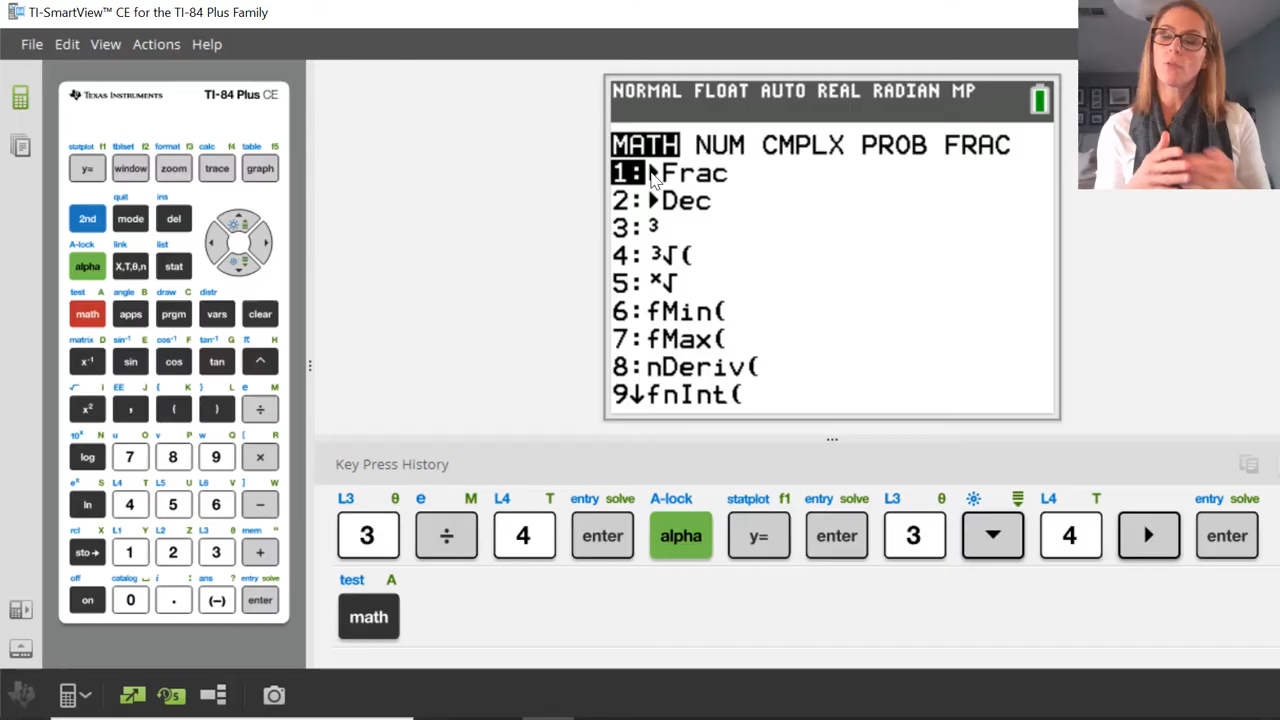 TI-SmartView™ CE for the TI-84 Plus Family
File Edit View Actions Help
TEXAS INSTRUMENTS TI-84 Plus CE
statplot f1 tblset f2 format f3 calc f4 table f5
y= window zoom trace graph
quit ins
2nd mode del
A-lock link list
alpha X,T,θ,n stat
test A angle B draw C distr
math apps prgm vars clear
matrix D sin⁻¹ E cos⁻¹ F tan⁻¹ G π H
x⁻¹ sin cos tan ^
√ I EE J { K } L e M
x² , ( ) ÷
10ˣ N u O v P w Q [ R
log 7 8 9 ×
eˣ S L4 T L5 U L6 V ] W
ln 4 5 6 −
rcl X L1 Y L2 Z L3 θ mem "
sto→ 1 2 3 +
off catalog ⎵ i : ans ? entry solve
on 0 . (−) enter
NORMAL FLOAT AUTO REAL RADIAN MP
MATH NUM CMPLX PROB FRAC
1:▶Frac
2:▶Dec
3:³
4:³√(
5:ˣ√
6:fMin(
7:fMax(
8:nDeriv(
9↓fnInt(
Key Press History
L3 θ e M L4 T entry solve A-lock statplot f1 entry solve L3 θ L4 T entry solve
3 ÷ 4 enter alpha y= enter 3 ▼ 4 ▶ enter
test A
math
5